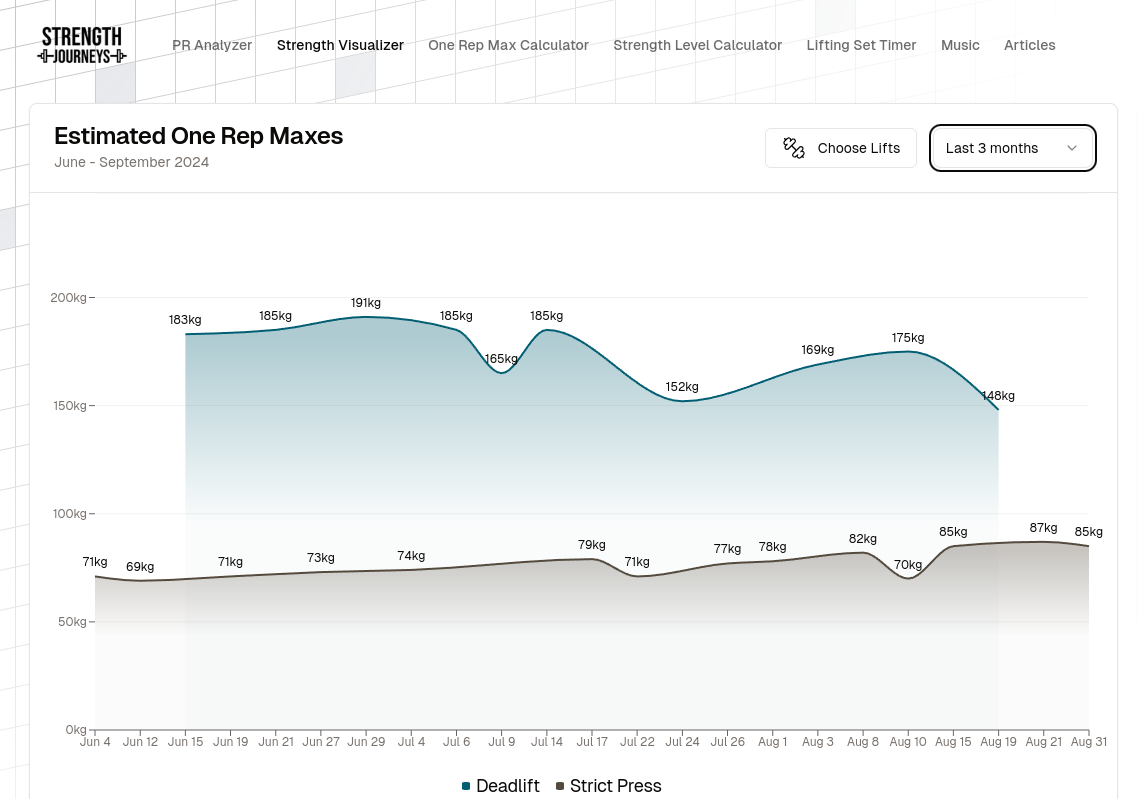 STRENGTH
JOURNEYS
PR Analyzer Strength Visualizer One Rep Max Calculator Strength Level Calculator Lifting Set Timer Music Articles
Estimated One Rep Maxes
June - September 2024
Choose Lifts
Last 3 months
200kg
150kg
100kg
50kg
0kg
183kg 185kg 191kg 185kg 165kg 185kg 152kg 169kg 175kg 148kg
71kg 69kg 71kg 73kg 74kg 79kg 71kg 77kg 78kg 82kg 70kg 85kg 87kg 85kg
Jun 4 Jun 12 Jun 15 Jun 19 Jun 21 Jun 27 Jun 29 Jul 4 Jul 6 Jul 9 Jul 14 Jul 17 Jul 22 Jul 24 Jul 26 Aug 1 Aug 3 Aug 8 Aug 10 Aug 15 Aug 19 Aug 21 Aug 31
Deadlift Strict Press